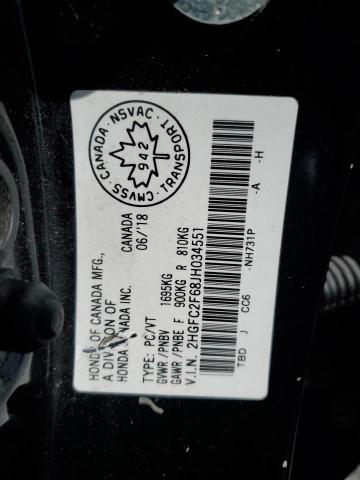 HONDA OF CANADA MFG.,
A DIVISION OF
HONDA CANADA INC.
CANADA
06/'18
TYPE: PC/VT 1695KG
GVWR/PNBV
GAWR/PNBE F 900KG R 810KG
V.I.N. 2HGFC2F68JH034551
TBD J CC6 -NH731P -A -H
CANADA · NSVAC · TRANSPORT · CMVSS
942